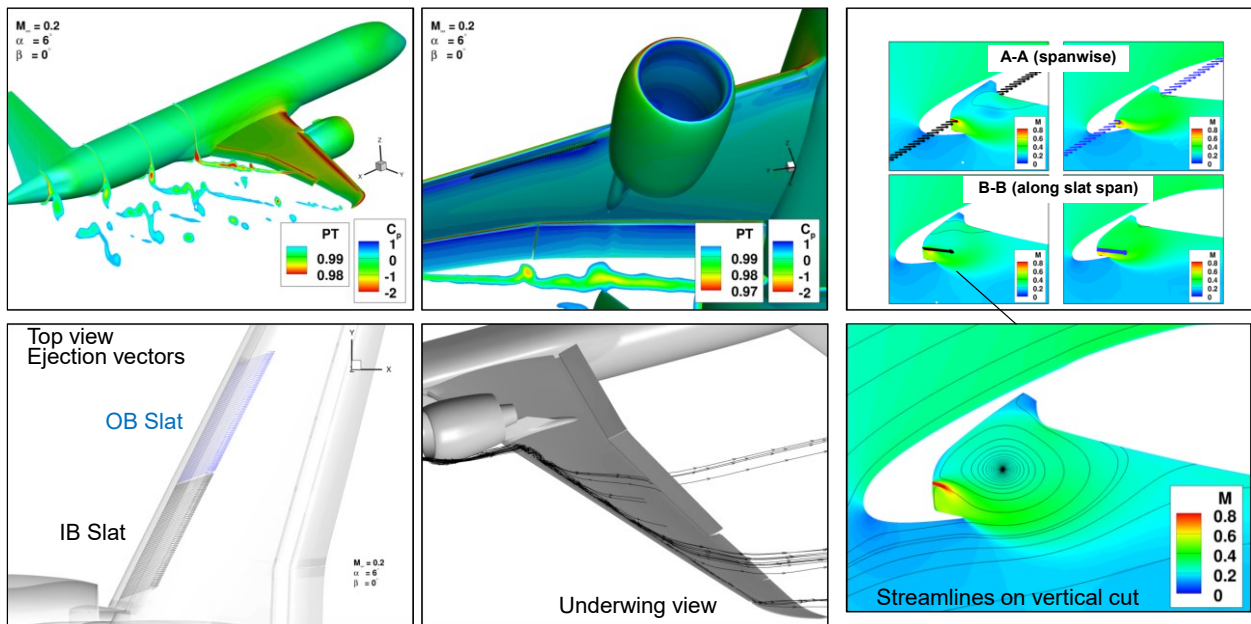 M∞ = 0.2
α = 6°
β = 0°
Z
X
Y
PT
0.99
0.98
Cp
1
0
-1
-2
M∞ = 0.2
α = 6°
β = 0°
Z
Y
PT
0.99
0.98
0.97
Cp
1
0
-1
-2
A-A (spanwise)
M
0.8
0.6
0.4
0.2
0
M
0.8
0.6
0.4
0.2
0
B-B (along slat span)
M
0.8
0.6
0.4
0.2
0
M
0.8
0.6
0.4
0.2
0
Top view
Ejection vectors
Y
Z
X
OB Slat
IB Slat
M∞ = 0.2
α = 6°
β = 0°
Underwing view
M
0.8
0.6
0.4
0.2
0
Streamlines on vertical cut